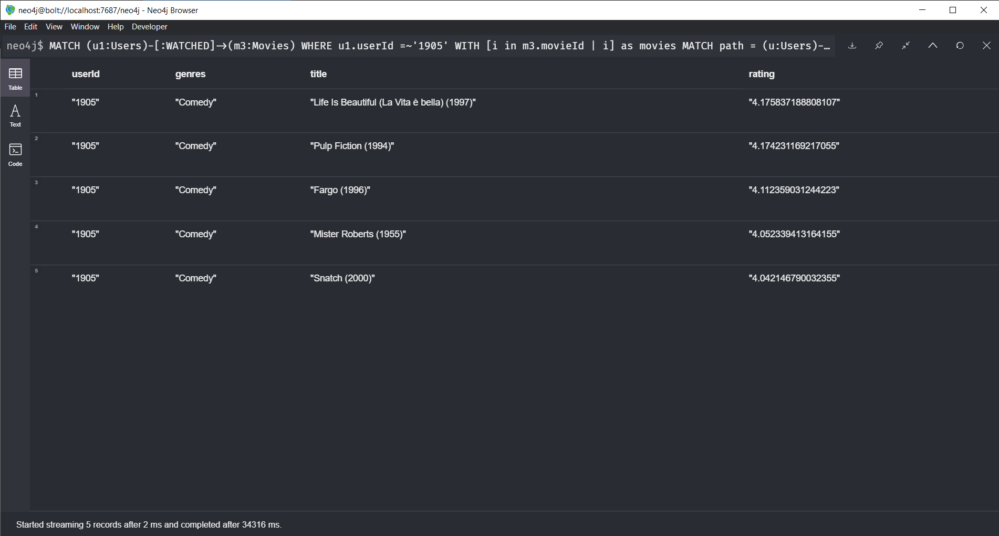 neo4j@bolt://localhost:7687/neo4j - Neo4j Browser
File Edit View Window Help Developer
neo4j$ MATCH (u1:Users)-[:WATCHED]→(m3:Movies) WHERE u1.userId =~'1905' WITH [i in m3.movieId | i] as movies MATCH path = (u:Users)-…
userId genres title rating
Table
1 "1905" "Comedy" "Life Is Beautiful (La Vita è bella) (1997)" "4.175837188808107"
Text
2 "1905" "Comedy" "Pulp Fiction (1994)" "4.174231169217055"
Code
3 "1905" "Comedy" "Fargo (1996)" "4.112359031244223"
4 "1905" "Comedy" "Mister Roberts (1955)" "4.052339413164155"
5 "1905" "Comedy" "Snatch (2000)" "4.042146790032355"
Started streaming 5 records after 2 ms and completed after 34316 ms.